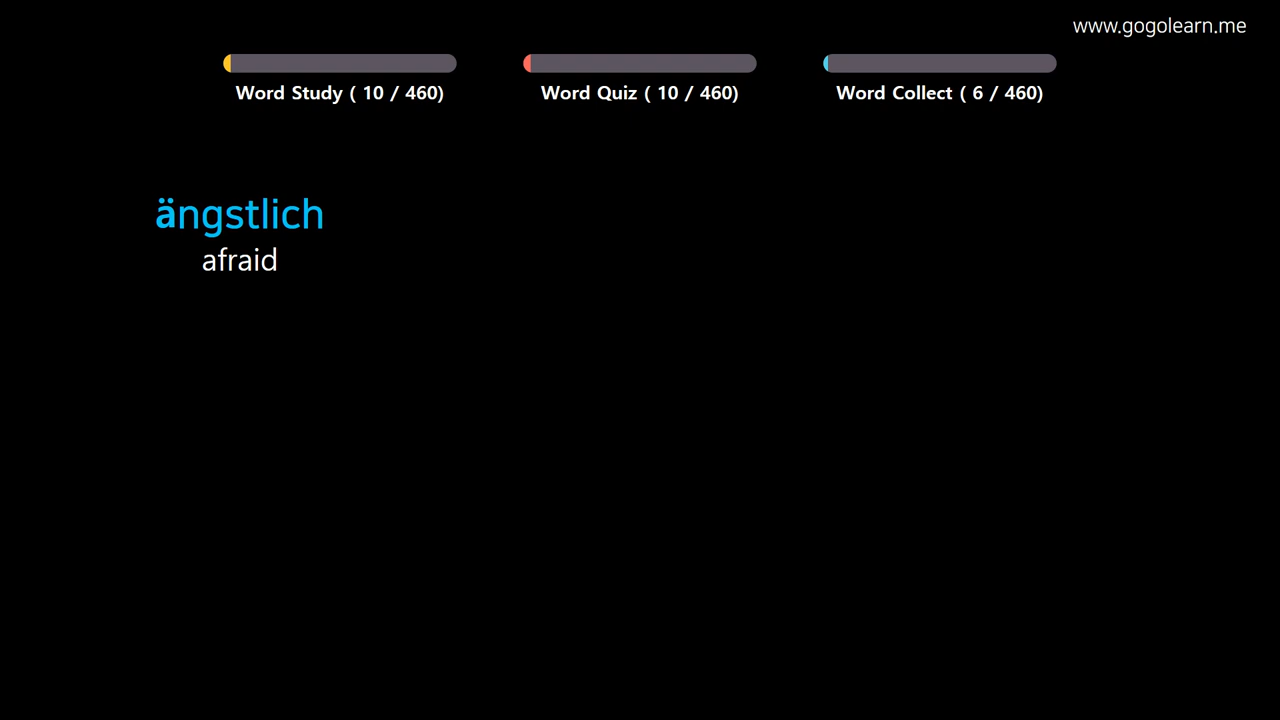 www.gogolearn.me
Word Study ( 10 / 460)
Word Quiz ( 10 / 460)
Word Collect ( 6 / 460)
ängstlich
afraid